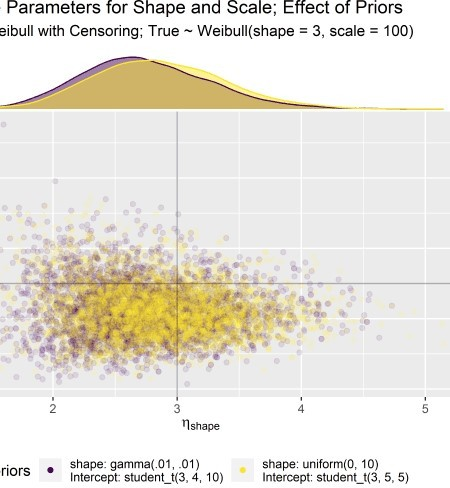 Parameters for Shape and Scale; Effect of Priors
eibull with Censoring; True ~ Weibull(shape = 3, scale = 100)
2 3 4 5
ηshape
riors
shape: gamma(.01, .01)
Intercept: student_t(3, 4, 10)
shape: uniform(0, 10)
Intercept: student_t(3, 5, 5)